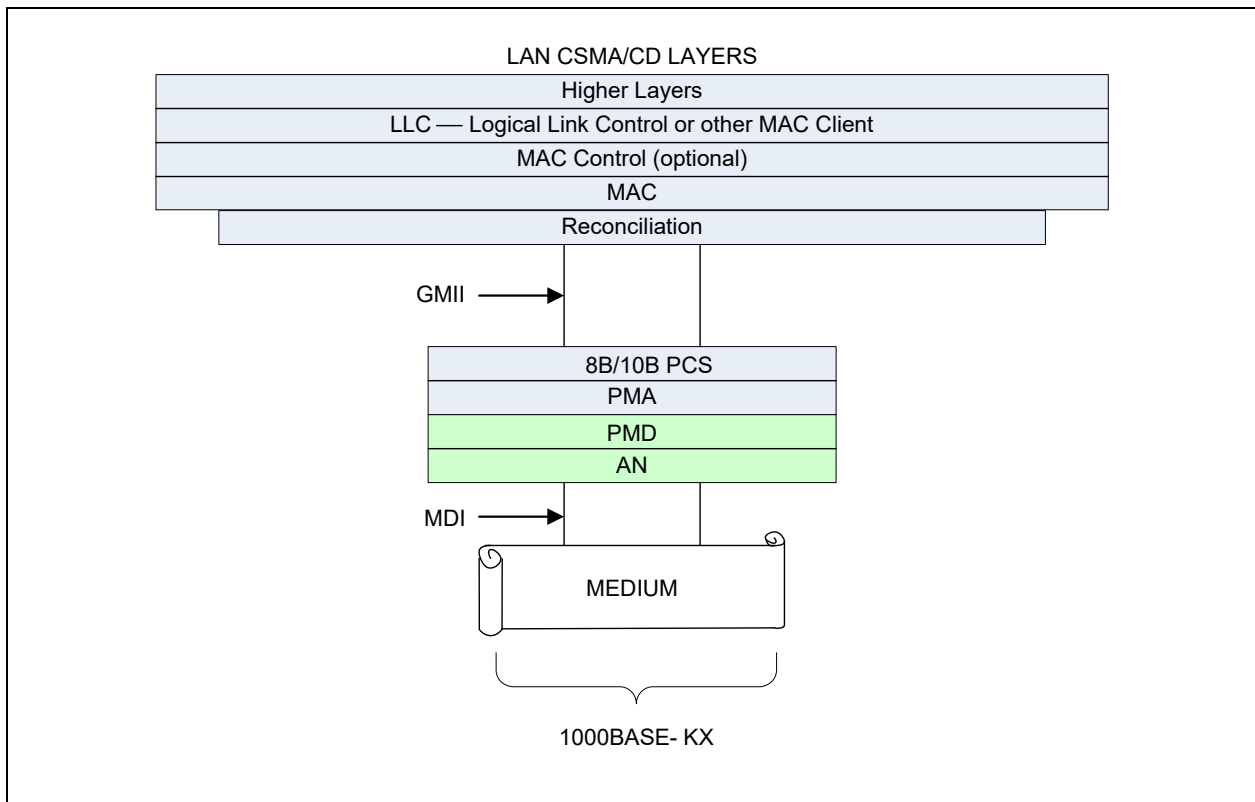 LAN CSMA/CD LAYERS
Higher Layers
LLC — Logical Link Control or other MAC Client
MAC Control (optional)
MAC
Reconciliation
GMII
8B/10B PCS
PMA
PMD
AN
MDI
MEDIUM
1000BASE- KX